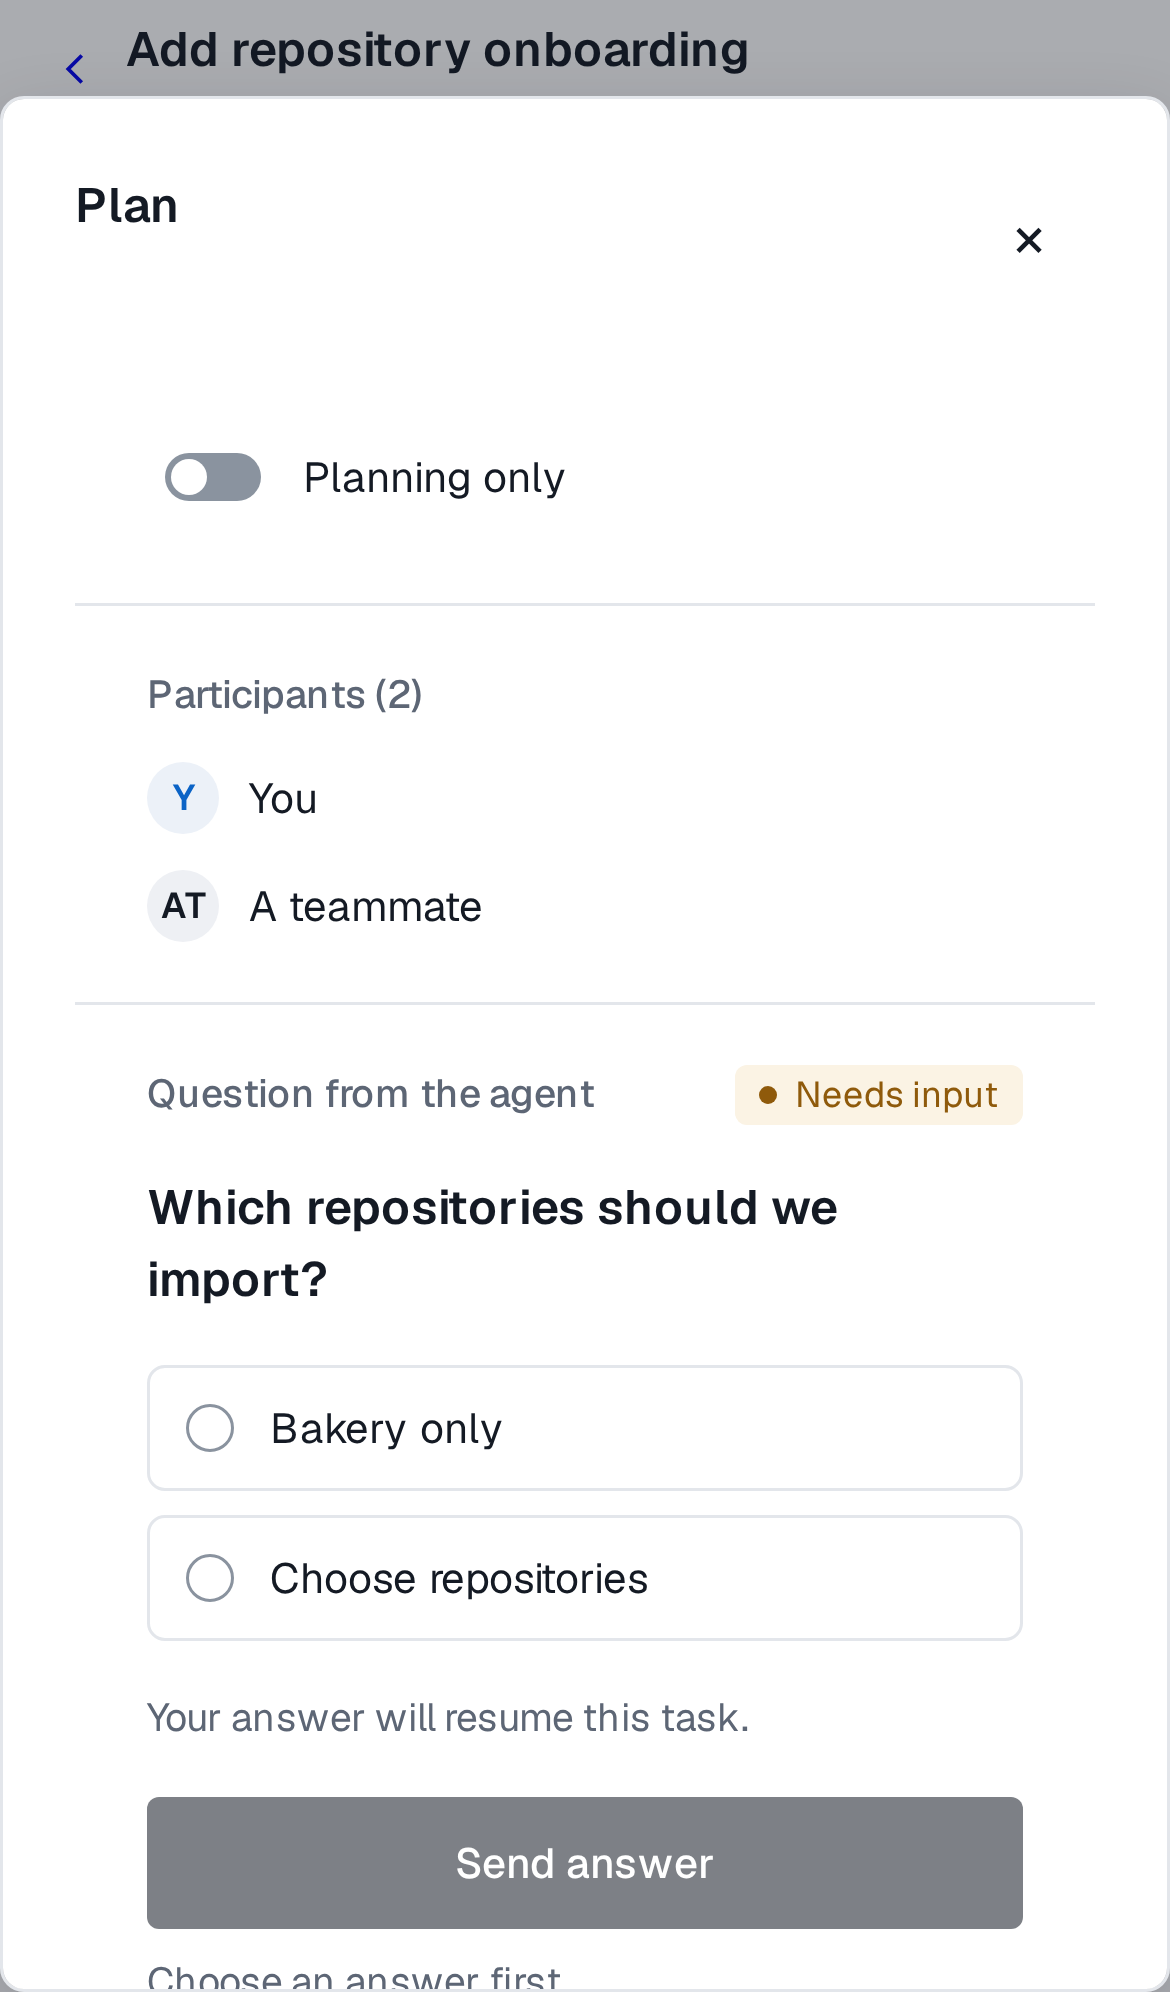 Add repository onboarding
Plan
Planning only
Participants (2)
Y You
AT A teammate
Question from the agent
Needs input
Which repositories should we
import?
Bakery only
Choose repositories
Your answer will resume this task.
Send answer
Choose an answer first